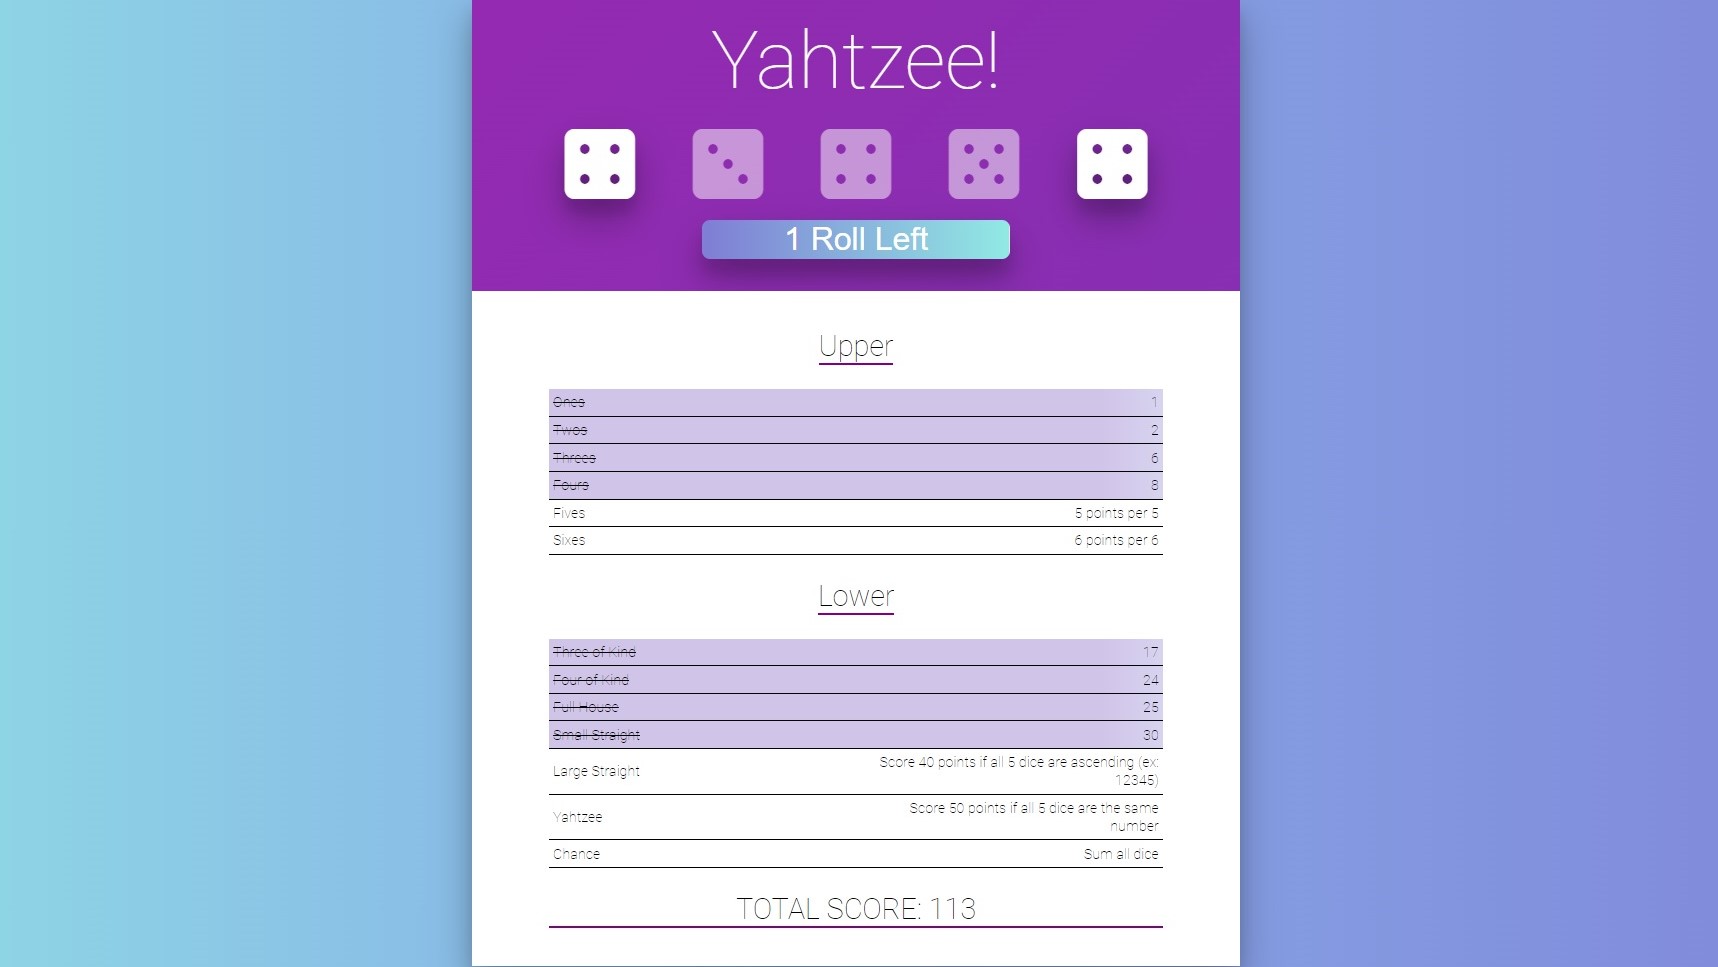 Yahtzee!
1 Roll Left
Upper
Ones 1
Twos 2
Threes 6
Fours 8
Fives 5 points per 5
Sixes 6 points per 6
Lower
Three of Kind 17
Four of Kind 24
Full House 25
Small Straight 30
Large Straight Score 40 points if all 5 dice are ascending (ex:
12345)
Yahtzee Score 50 points if all 5 dice are the same
number
Chance Sum all dice
TOTAL SCORE: 113